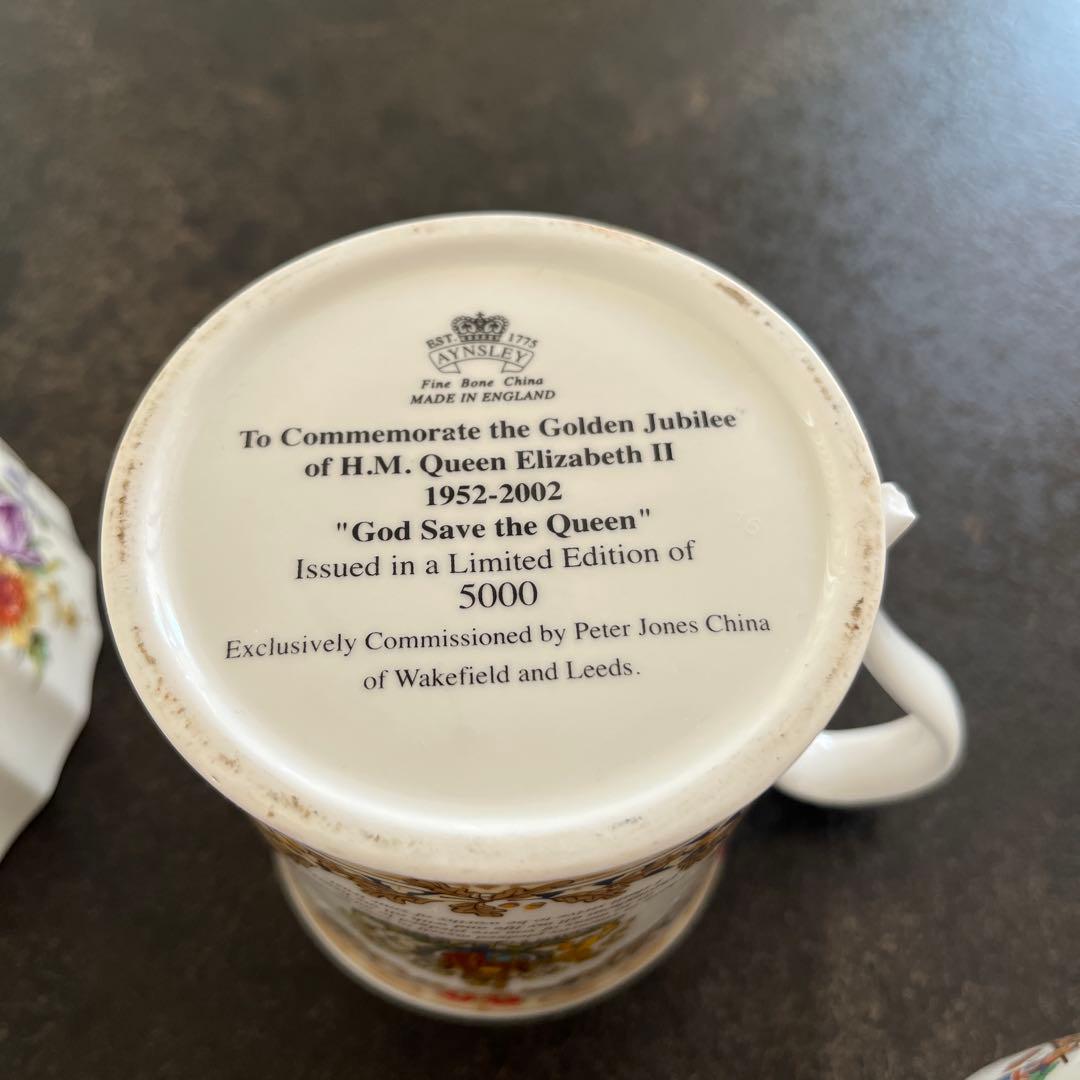 EST. 1775
AYNSLEY
Fine Bone China
MADE IN ENGLAND
To Commemorate the Golden Jubilee
of H.M. Queen Elizabeth II
1952-2002
"God Save the Queen"
Issued in a Limited Edition of
5000
Exclusively Commissioned by Peter Jones China
of Wakefield and Leeds.